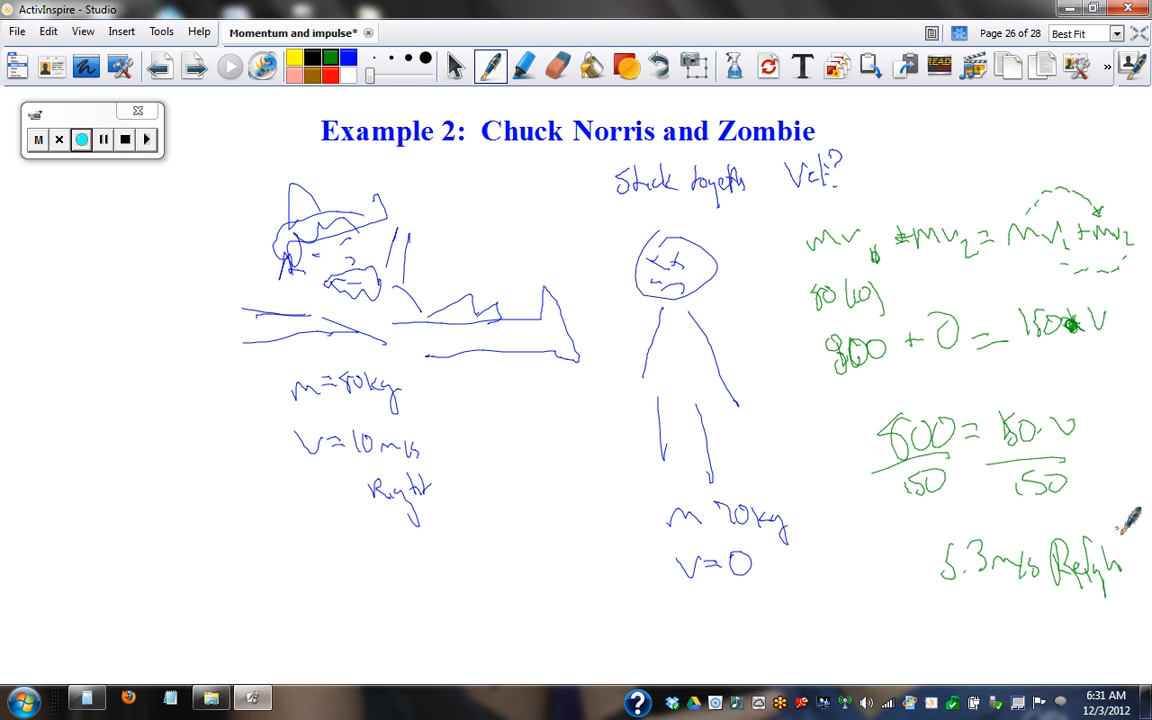 ActivInspire - Studio
File Edit View Insert Tools Help
Momentum and impulse*
Page 26 of 28
Best Fit
M
Example 2: Chuck Norris and Zombie
Stick together Vel?
mv1 + mv2 = mv1 + mv2
80(10)
800 + 0 = 150 v
800 = 150·v
150 150
5.3 m/s Right
m=80kg
v=10 m/s
Right
m 70kg
v=0
6:31 AM
12/3/2012